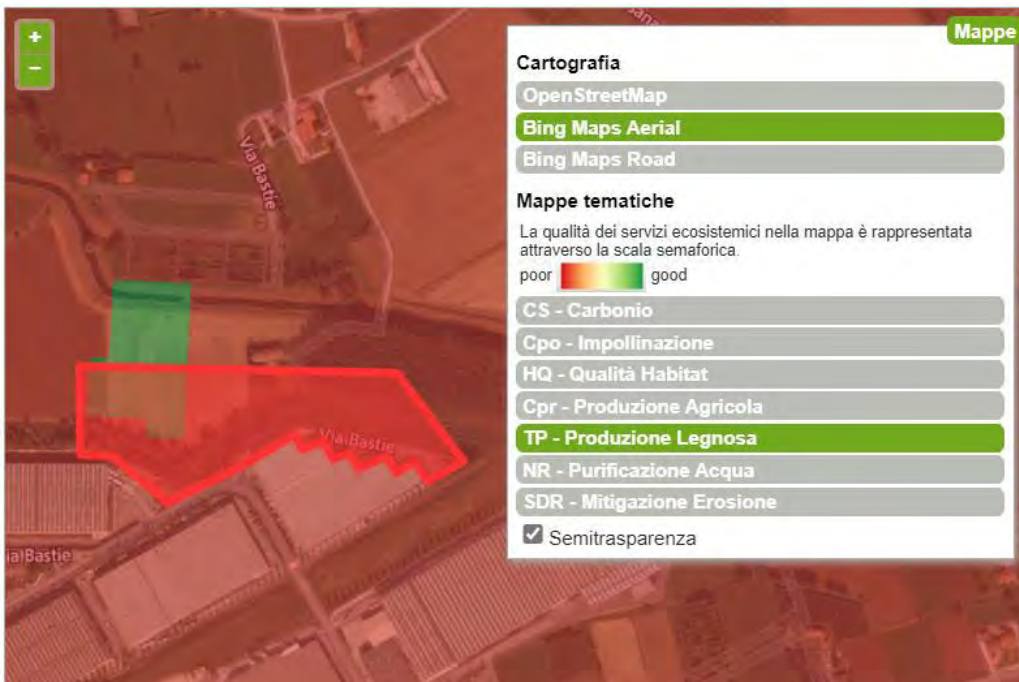 +
−
Mappe
Cartografia
OpenStreetMap
Bing Maps Aerial
Bing Maps Road
Mappe tematiche
La qualità dei servizi ecosistemici nella mappa è rappresentata
attraverso la scala semaforica.
poor good
CS - Carbonio
Cpo - Impollinazione
HQ - Qualità Habitat
Cpr - Produzione Agricola
TP - Produzione Legnosa
NR - Purificazione Acqua
SDR - Mitigazione Erosione
Semitrasparenza
Via Bastie
Via Bastie
ia Bastie